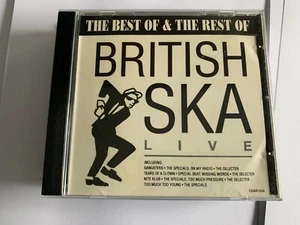 THE BEST OF & THE REST OF
BRITISH
SKA
LIVE
INCLUDING:
GANGSTERS • THE SPECIALS, ON MY RADIO • THE SELECTER
TEARS OF A CLOWN • SPECIAL BEAT, MISSING WORDS • THE SELECTER
NITE KLUB • THE SPECIALS, TOO MUCH PRESSURE • THE SELECTER
TOO MUCH TOO YOUNG • THE SPECIALS